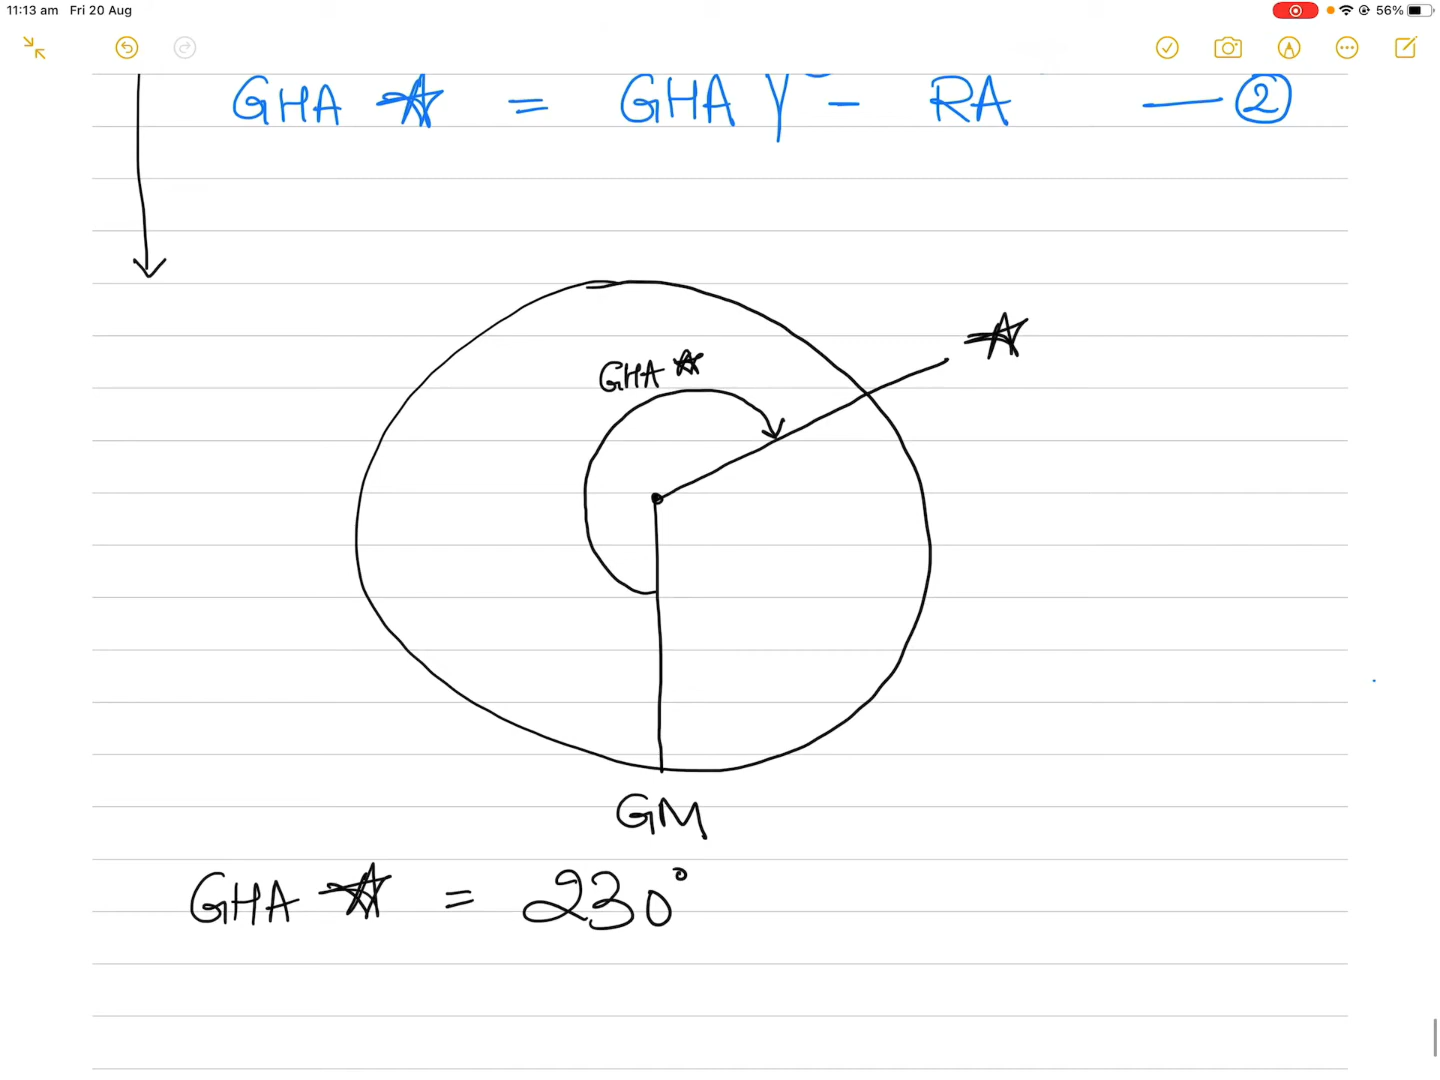 11:13 am Fri 20 Aug 56%
GHA ☆ = GHA γ - RA — ②
☆
GHA ☆
GM
GHA ☆ = 230°